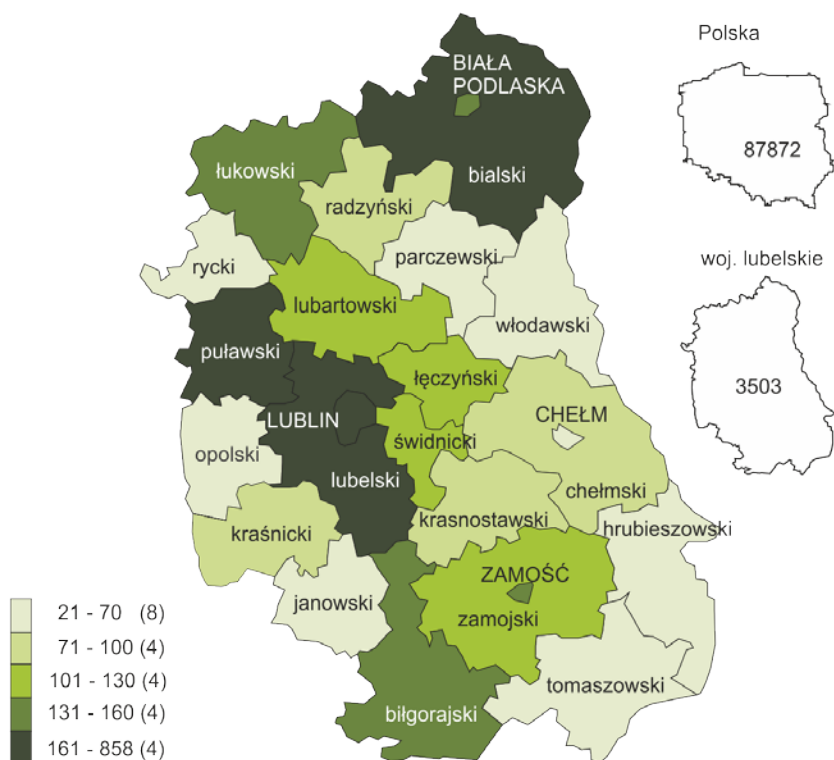 Polska
87872
woj. lubelskie
3503
BIAŁA
PODLASKA
bialski
łukowski
radzyński
rycki
parczewski
lubartowski
włodawski
puławski
łęczyński
LUBLIN
CHEŁM
opolski
świdnicki
lubelski
chełmski
kraśnicki
krasnostawski
hrubieszowski
ZAMOŚĆ
janowski
zamojski
tomaszowski
biłgorajski
21 - 70 (8)
71 - 100 (4)
101 - 130 (4)
131 - 160 (4)
161 - 858 (4)